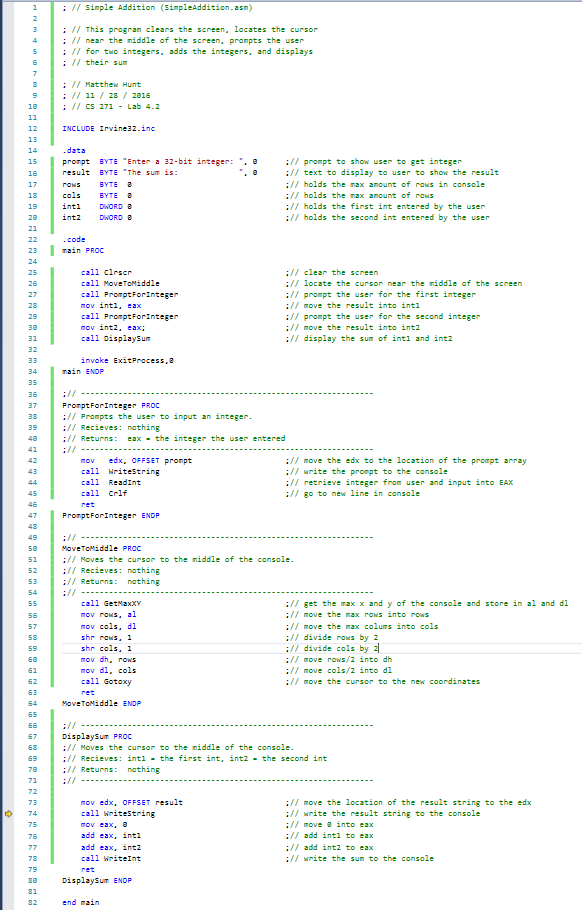 1 ; // Simple Addition (SimpleAddition.asm)
2
3 ; // This program clears the screen, locates the cursor
4 ; // near the middle of the screen, prompts the user
5 ; // for two integers, adds the integers, and displays
6 ; // their sum
7
8 ; // Matthew Hunt
9 ; // 11 / 28 / 2016
10 ; // CS 271 - Lab 4.2
11
12 INCLUDE Irvine32.inc
13
14 .data
15 prompt BYTE "Enter a 32-bit integer: ", 0 ;// prompt to show user to get integer
16 result BYTE "The sum is: ", 0 ;// text to display to user to show the result
17 rows BYTE 0 ;// holds the max amount of rows in console
18 cols BYTE 0 ;// holds the max amount of rows
19 int1 DWORD 0 ;// holds the first int entered by the user
20 int2 DWORD 0 ;// holds the second int entered by the user
21
22 .code
23 main PROC
24
25 call Clrscr ;// clear the screen
26 call MoveToMiddle ;// locate the cursor near the middle of the screen
27 call PromptForInteger ;// prompt the user for the first integer
28 mov int1, eax ;// move the result into int1
29 call PromptForInteger ;// prompt the user for the second integer
30 mov int2, eax; ;// move the result into int2
31 call DisplaySum ;// display the sum of int1 and int2
32
33 invoke ExitProcess,0
34 main ENDP
35
36 ;// ---------------------------------------------------
37 PromptForInteger PROC
38 ;// Prompts the user to input an integer.
39 ;// Recieves: nothing
40 ;// Returns: eax = the integer the user entered
41 ;// ---------------------------------------------------
42 mov edx, OFFSET prompt ;// move the edx to the location of the prompt array
43 call WriteString ;// write the prompt to the console
44 call ReadInt ;// retrieve integer from user and input into EAX
45 call Crlf ;// go to new line in console
46 ret
47 PromptForInteger ENDP
48
49 ;// ---------------------------------------------------
50 MoveToMiddle PROC
51 ;// Moves the cursor to the middle of the console.
52 ;// Recieves: nothing
53 ;// Returns: nothing
54 ;// ---------------------------------------------------
55 call GetMaxXY ;// get the max x and y of the console and store in al and dl
56 mov rows, al ;// move the max rows into rows
57 mov cols, dl ;// move the max colums into cols
58 shr rows, 1 ;// divide rows by 2
59 shr cols, 1 ;// divide cols by 2
60 mov dh, rows ;// move rows/2 into dh
61 mov dl, cols ;// move cols/2 into dl
62 call Gotoxy ;// move the cursor to the new coordinates
63 ret
64 MoveToMiddle ENDP
65
66 ;// ---------------------------------------------------
67 DisplaySum PROC
68 ;// Moves the cursor to the middle of the console.
69 ;// Recieves: int1 = the first int, int2 = the second int
70 ;// Returns: nothing
71 ;// ---------------------------------------------------
72
73 mov edx, OFFSET result ;// move the location of the result string to the edx
74 call WriteString ;// write the result string to the console
75 mov eax, 0 ;// move 0 into eax
76 add eax, int1 ;// add int1 to eax
77 add eax, int2 ;// add int2 to eax
78 call WriteInt ;// write the sum to the console
79 ret
80 DisplaySum ENDP
81
82 end main